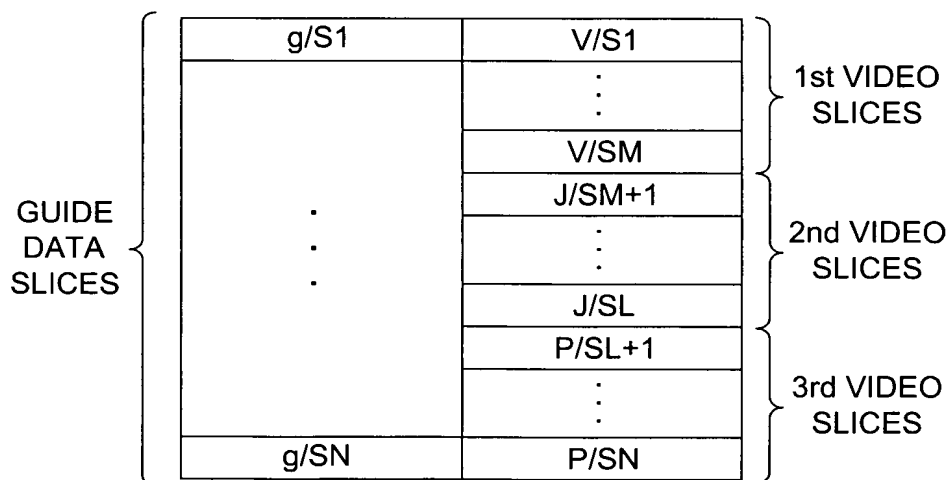 g/S1
V/S1
1st VIDEO
SLICES
V/SM
J/SM+1
GUIDE
DATA
SLICES
2nd VIDEO
SLICES
J/SL
P/SL+1
3rd VIDEO
SLICES
g/SN
P/SN